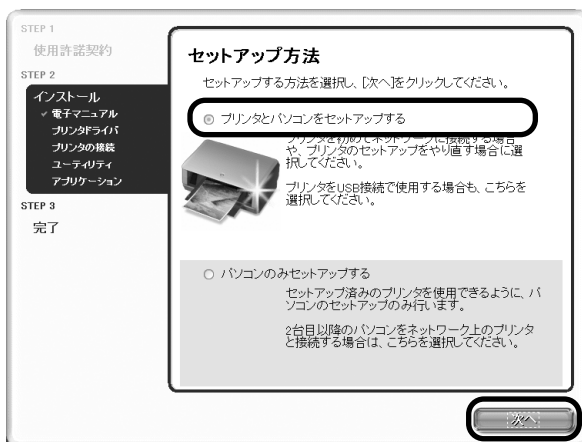 STEP 1
使用許諾契約
STEP 2
インストール
✓ 電子マニュアル
プリンタドライバ
プリンタの接続
ユーティリティ
アプリケーション
STEP 3
完了
セットアップ方法
セットアップする方法を選択し、[次へ]をクリックしてください。
プリンタとパソコンをセットアップする
プリンタを初めてネットワークに接続する場合
や、プリンタのセットアップをやり直す場合に選
択してください。
プリンタをUSB接続で使用する場合も、こちらを
選択してください。
パソコンのみセットアップする
セットアップ済みのプリンタを使用できるように、パ
ソコンのセットアップのみ行います。
2台目以降のパソコンをネットワーク上のプリンタ
と接続する場合は、こちらを選択してください。
次へ